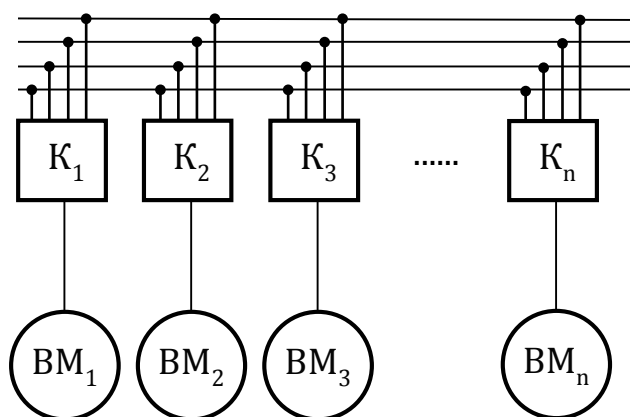 К₁ К₂ К₃ ...... Кₙ
ВМ₁ ВМ₂ ВМ₃ ВМₙ